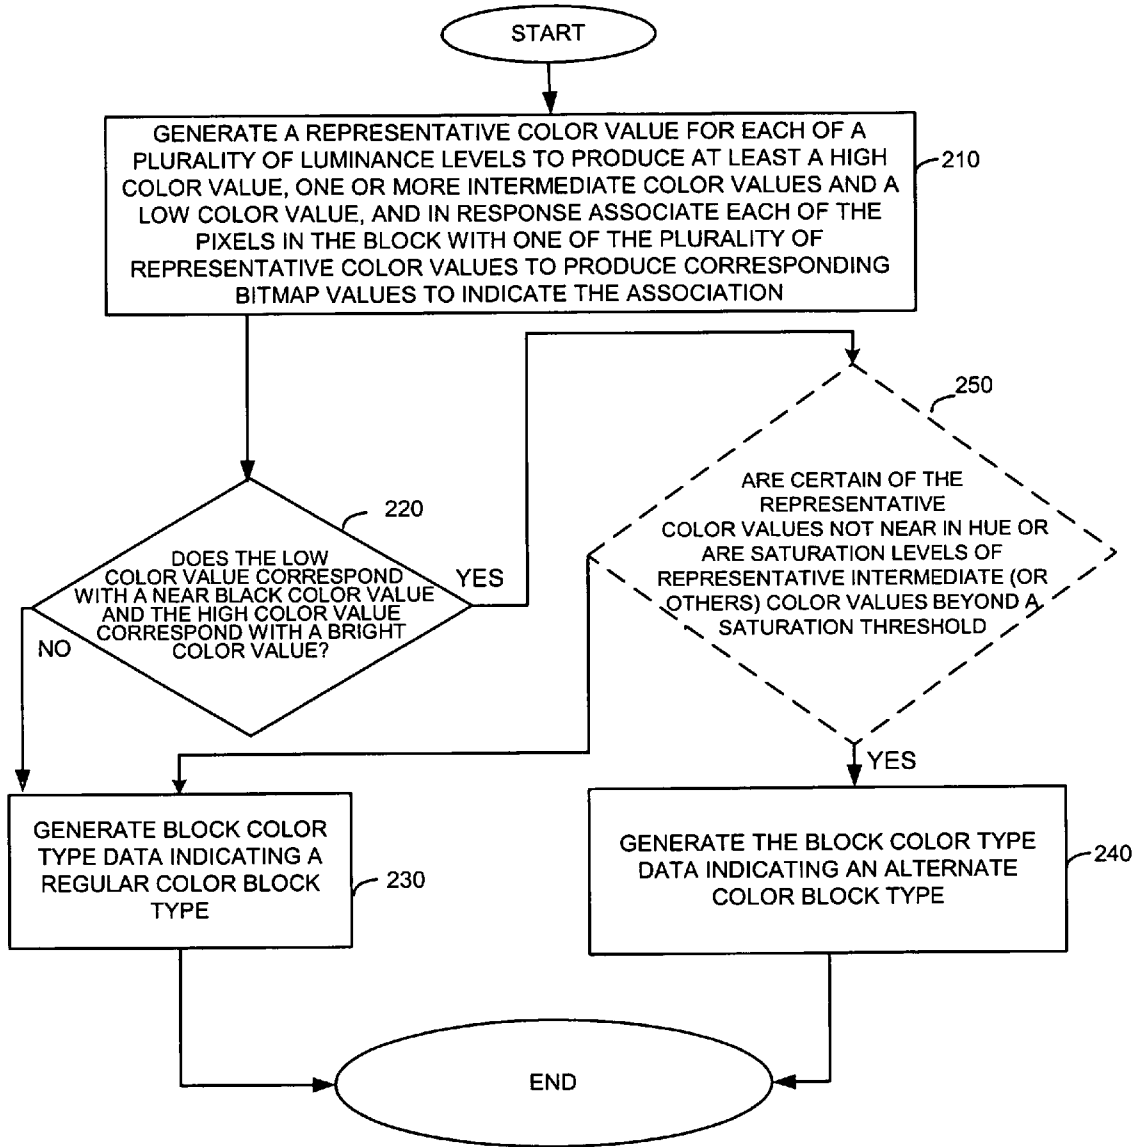 START
GENERATE A REPRESENTATIVE COLOR VALUE FOR EACH OF A
PLURALITY OF LUMINANCE LEVELS TO PRODUCE AT LEAST A HIGH
COLOR VALUE, ONE OR MORE INTERMEDIATE COLOR VALUES AND A
LOW COLOR VALUE, AND IN RESPONSE ASSOCIATE EACH OF THE
PIXELS IN THE BLOCK WITH ONE OF THE PLURALITY OF
REPRESENTATIVE COLOR VALUES TO PRODUCE CORRESPONDING
BITMAP VALUES TO INDICATE THE ASSOCIATION
210
220
DOES THE LOW
COLOR VALUE CORRESPOND
WITH A NEAR BLACK COLOR VALUE
AND THE HIGH COLOR VALUE
CORRESPOND WITH A BRIGHT
COLOR VALUE?
YES
NO
250
ARE CERTAIN OF THE
REPRESENTATIVE
COLOR VALUES NOT NEAR IN HUE OR
ARE SATURATION LEVELS OF
REPRESENTATIVE INTERMEDIATE (OR
OTHERS) COLOR VALUES BEYOND A
SATURATION THRESHOLD
YES
GENERATE BLOCK COLOR
TYPE DATA INDICATING A
REGULAR COLOR BLOCK
TYPE
230
GENERATE THE BLOCK COLOR TYPE
DATA INDICATING AN ALTERNATE
COLOR BLOCK TYPE
240
END